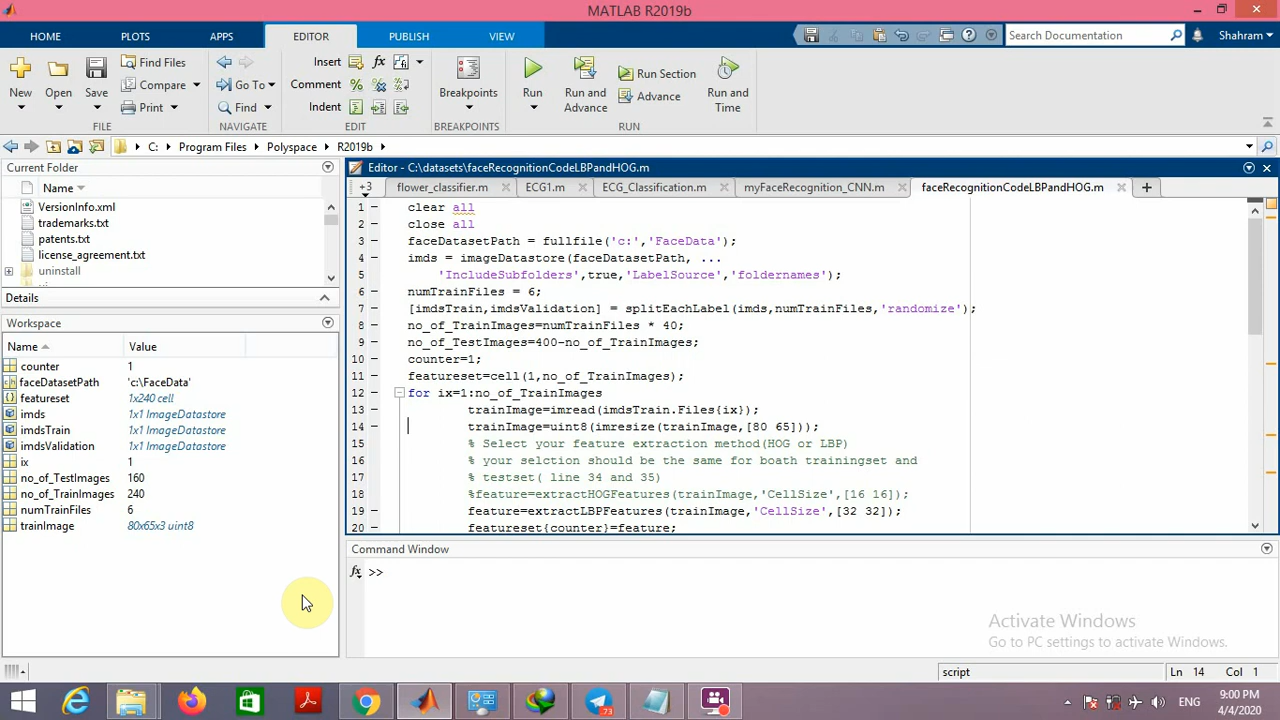 MATLAB R2019b
HOME
PLOTS
APPS
EDITOR
PUBLISH
VIEW
Search Documentation
Shahram
New
Open
Save
Find Files
Compare
Print
Go To
Find
Insert
fx
Comment
Indent
Breakpoints
Run
Run and Advance
Run Section
Advance
Run and Time
FILE
NAVIGATE
EDIT
BREAKPOINTS
RUN
C: Program Files Polyspace R2019b
Current Folder
Name
VersionInfo.xml
trademarks.txt
patents.txt
license_agreement.txt
uninstall
Details
Workspace
Name Value
counter 1
faceDatasetPath 'c:\FaceData'
featureset 1x240 cell
imds 1x1 ImageDatastore
imdsTrain 1x1 ImageDatastore
imdsValidation 1x1 ImageDatastore
ix 1
no_of_TestImages 160
no_of_TrainImages 240
numTrainFiles 6
trainImage 80x65x3 uint8
Editor - C:\datasets\faceRecognitionCodeLBPandHOG.m
+3 flower_classifier.m ECG1.m ECG_Classification.m myFaceRecognition_CNN.m faceRecognitionCodeLBPandHOG.m
1 clear all
2 close all
3 faceDatasetPath = fullfile('c:','FaceData');
4 imds = imageDatastore(faceDatasetPath, ...
5 'IncludeSubfolders',true,'LabelSource','foldernames');
6 numTrainFiles = 6;
7 [imdsTrain,imdsValidation] = splitEachLabel(imds,numTrainFiles,'randomize');
8 no_of_TrainImages=numTrainFiles * 40;
9 no_of_TestImages=400-no_of_TrainImages;
10 counter=1;
11 featureset=cell(1,no_of_TrainImages);
12 for ix=1:no_of_TrainImages
13 trainImage=imread(imdsTrain.Files{ix});
14 trainImage=uint8(imresize(trainImage,[80 65]));
15 % Select your feature extraction method(HOG or LBP)
16 % your selction should be the same for boath trainingset and
17 % testset( line 34 and 35)
18 %feature=extractHOGFeatures(trainImage,'CellSize',[16 16]);
19 feature=extractLBPFeatures(trainImage,'CellSize',[32 32]);
20 featureset{counter}=feature;
Command Window
fx >>
Activate Windows
Go to PC settings to activate Windows.
script
Ln 14 Col 1
73
ENG
9:00 PM
4/4/2020